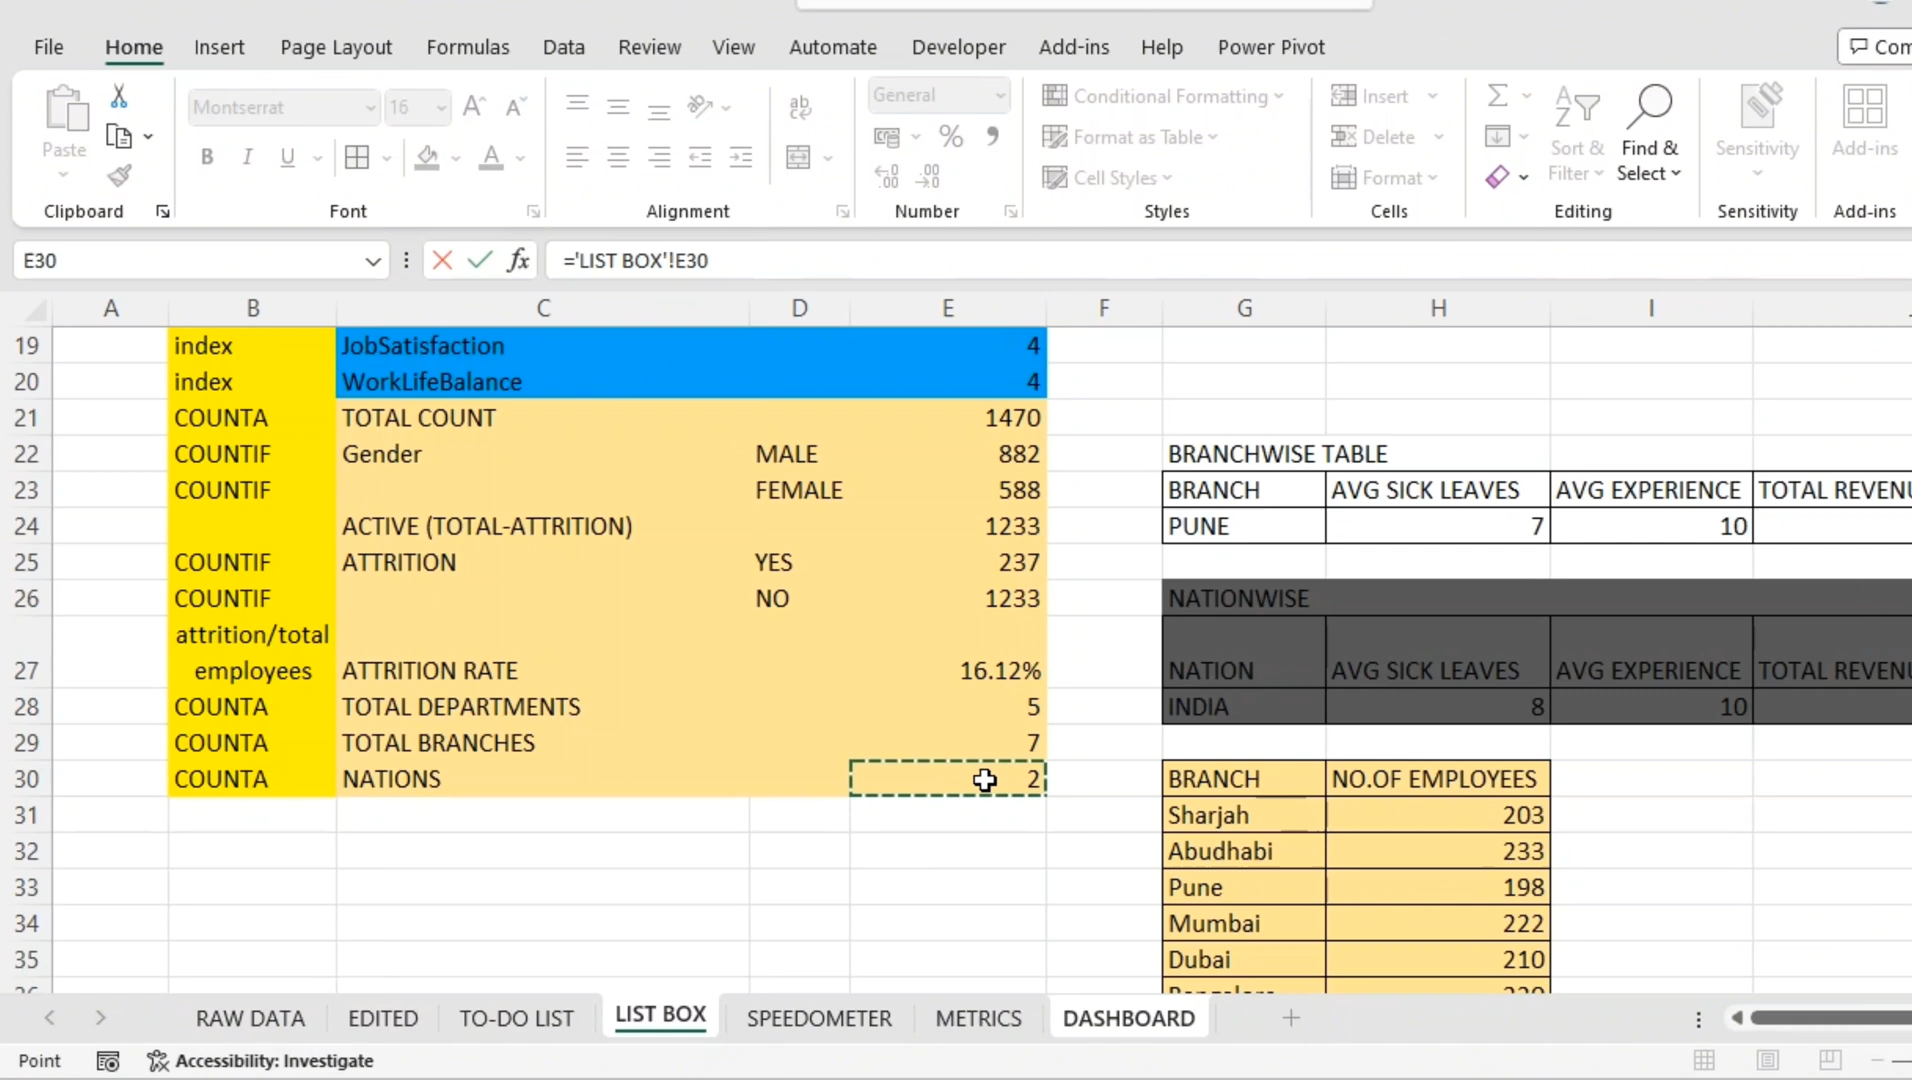 File Home Insert Page Layout Formulas Data Review View Automate Developer Add-ins Help Power Pivot
Montserrat 16 General Conditional Formatting Insert
Paste B I U A % Format as Table Delete Sort & Filter Find & Select Sensitivity Add-ins
Cell Styles Format
Clipboard Font Alignment Number Styles Cells Editing Sensitivity Add-ins
E30 fx ='LIST BOX'!E30
A B C D E F G H I
19 index JobSatisfaction 4
20 index WorkLifeBalance 4
21 COUNTA TOTAL COUNT 1470
22 COUNTIF Gender MALE 882 BRANCHWISE TABLE
23 COUNTIF FEMALE 588 BRANCH AVG SICK LEAVES AVG EXPERIENCE TOTAL REVENU
24 ACTIVE (TOTAL-ATTRITION) 1233 PUNE 7 10
25 COUNTIF ATTRITION YES 237
26 COUNTIF NO 1233 NATIONWISE
attrition/total
27 employees ATTRITION RATE 16.12% NATION AVG SICK LEAVES AVG EXPERIENCE TOTAL REVENU
28 COUNTA TOTAL DEPARTMENTS 5 INDIA 8 10
29 COUNTA TOTAL BRANCHES 7
30 COUNTA NATIONS 2 BRANCH NO.OF EMPLOYEES
31 Sharjah 203
32 Abudhabi 233
33 Pune 198
34 Mumbai 222
35 Dubai 210
RAW DATA EDITED TO-DO LIST LIST BOX SPEEDOMETER METRICS DASHBOARD
Point Accessibility: Investigate